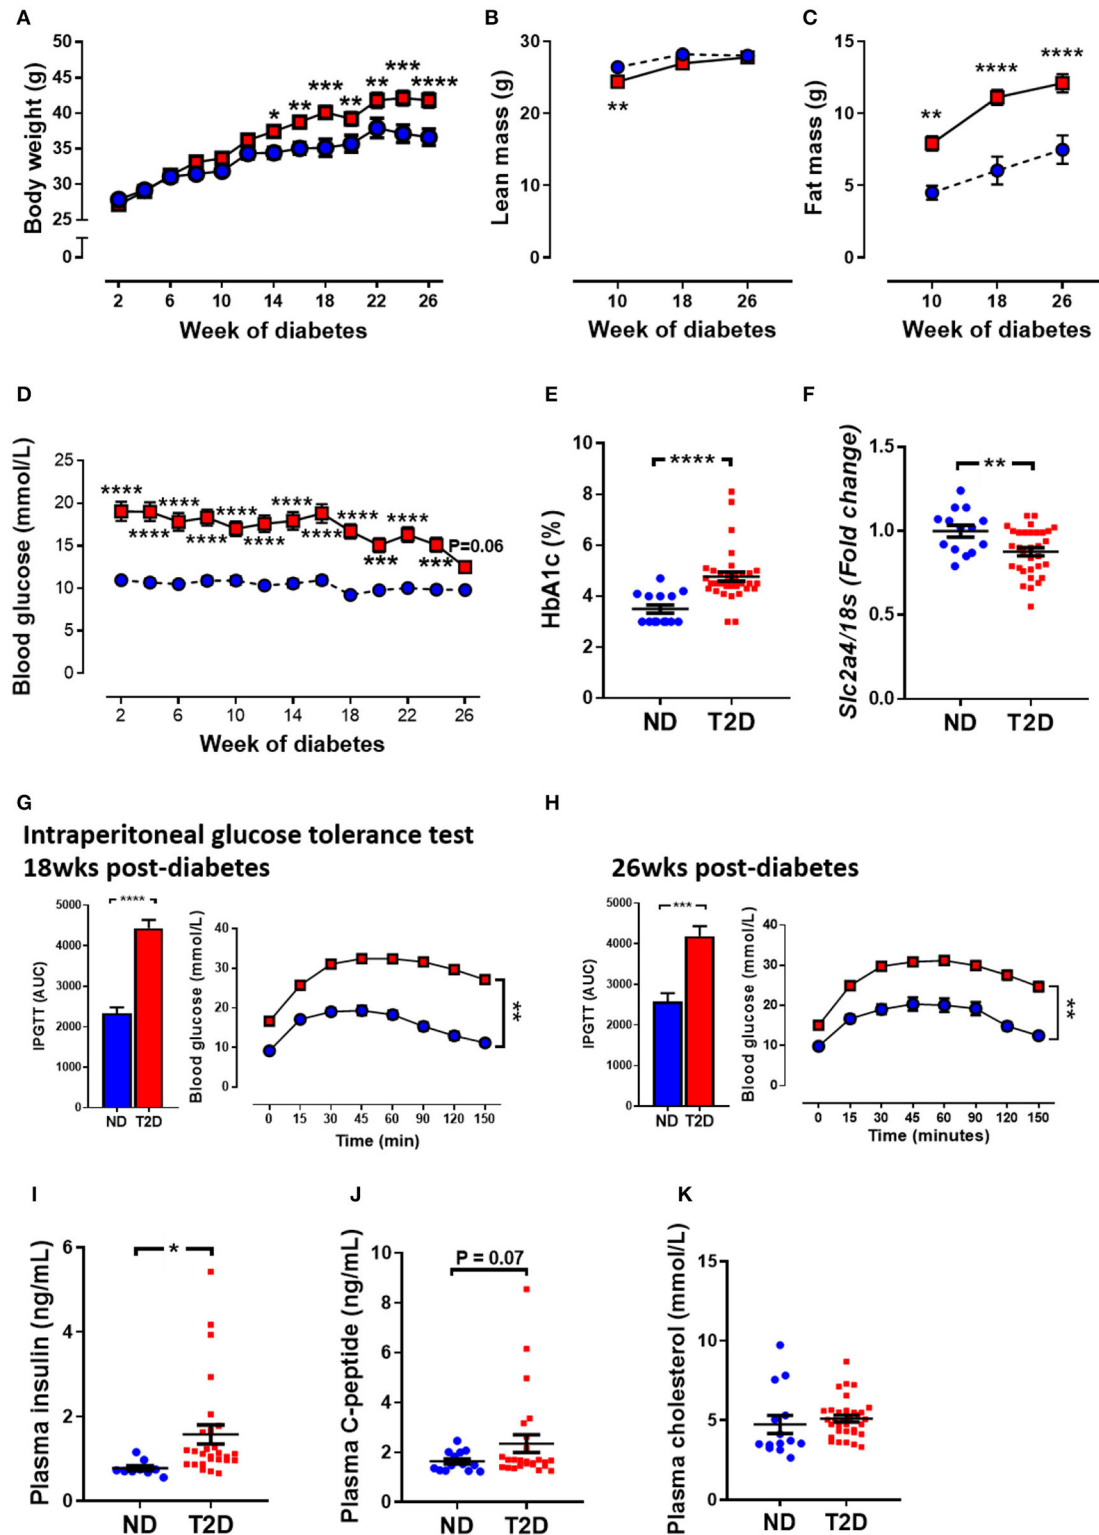 A
B
C
50
45
40
35
30
25
0
Body weight (g)
* ** *** ** ** *** ****
2 6 10 14 18 22 26
Week of diabetes
30
20
10
0
Lean mass (g)
**
10 18 26
Week of diabetes
15
10
5
0
Fat mass (g)
** **** ****
10 18 26
Week of diabetes
D
E
F
25
20
15
10
5
0
Blood glucose (mmol/L)
**** **** **** **** **** **** **** **** **** *** **** *** P=0.06
2 6 10 14 18 22 26
Week of diabetes
10
8
6
4
2
0
HbA1c (%)
****
ND T2D
1.5
1.0
0.5
0.0
Slc2a4/18s (Fold change)
**
ND T2D
G
H
Intraperitoneal glucose tolerance test
18wks post-diabetes
26wks post-diabetes
5000
4000
3000
2000
1000
0
IPGTT (AUC)
****
ND T2D
40
30
20
10
0
Blood glucose (mmol/L)
**
0 15 30 45 60 90 120 150
Time (min)
5000
4000
3000
2000
1000
0
IPGTT (AUC)
***
ND T2D
40
30
20
10
0
Blood glucose (mmol/L)
**
0 15 30 45 60 90 120 150
Time (minutes)
I
J
K
6
4
2
0
Plasma insulin (ng/mL)
*
ND T2D
10
8
6
4
2
0
Plasma C-peptide (ng/mL)
P = 0.07
ND T2D
15
10
5
0
Plasma cholesterol (mmol/L)
ND T2D